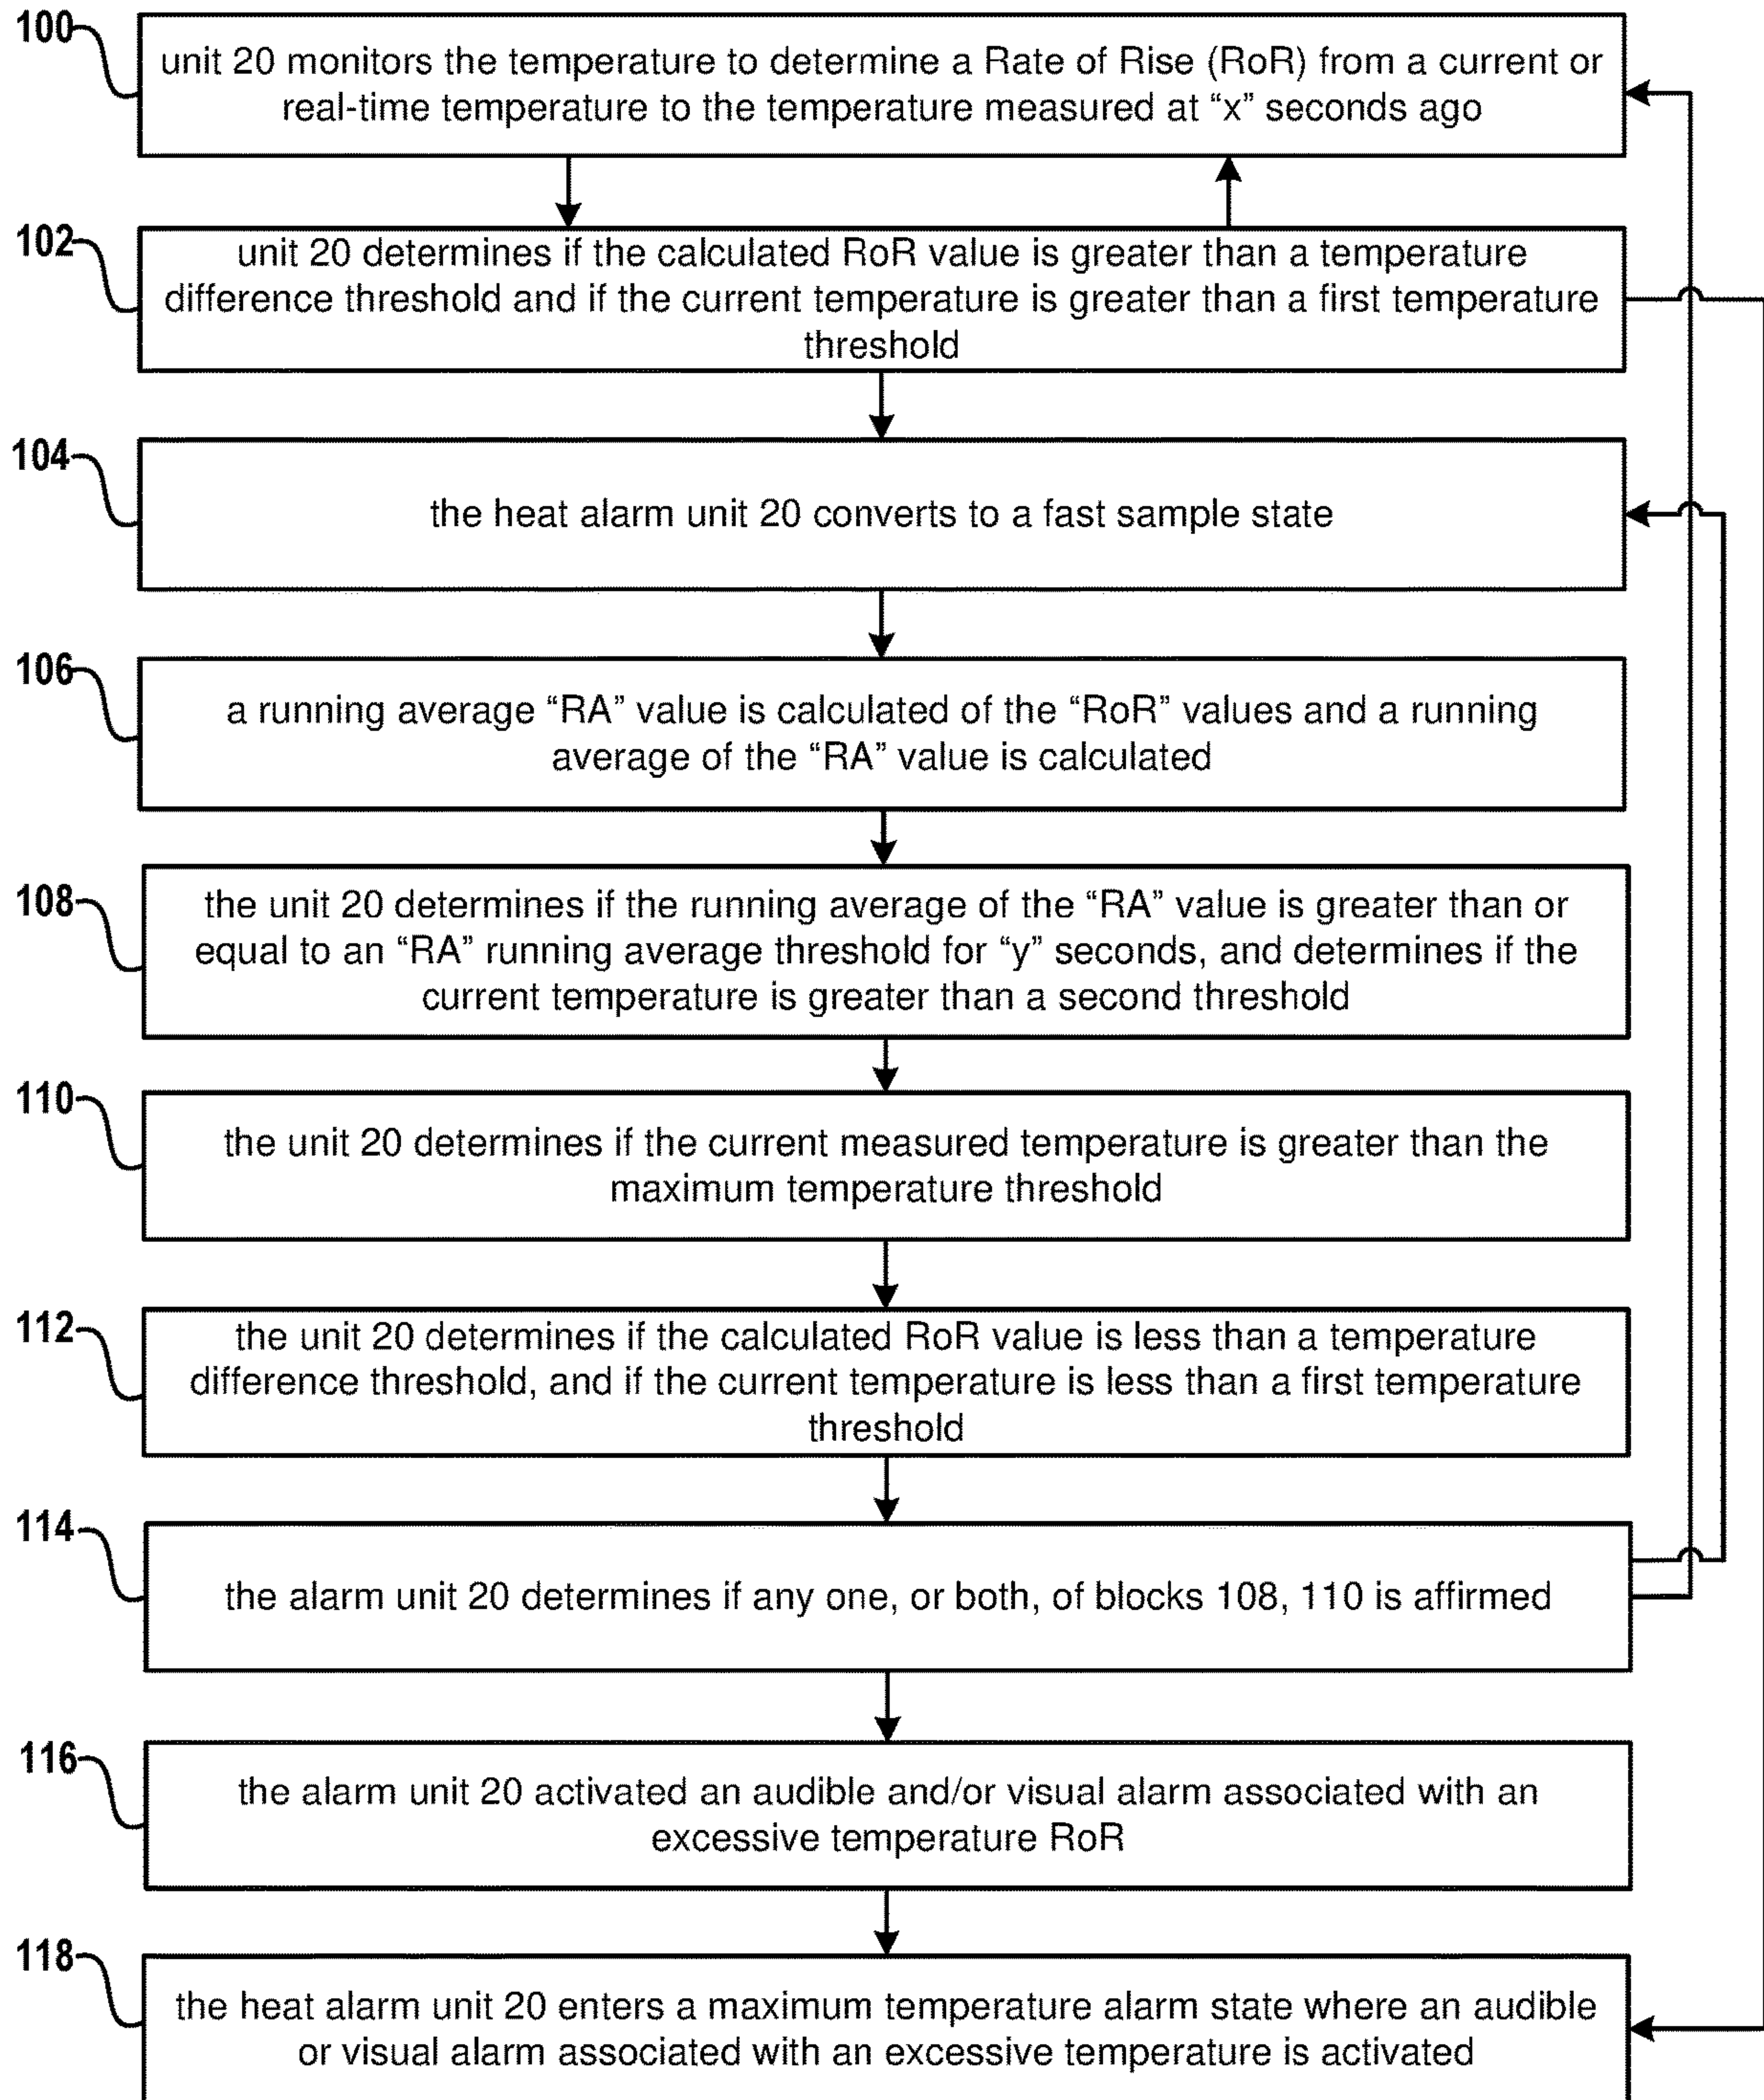 100
unit 20 monitors the temperature to determine a Rate of Rise (RoR) from a current or
real-time temperature to the temperature measured at “x” seconds ago
102
unit 20 determines if the calculated RoR value is greater than a temperature
difference threshold and if the current temperature is greater than a first temperature
threshold
104
the heat alarm unit 20 converts to a fast sample state
106
a running average “RA” value is calculated of the “RoR” values and a running
average of the “RA” value is calculated
108
the unit 20 determines if the running average of the “RA” value is greater than or
equal to an “RA” running average threshold for “y” seconds, and determines if the
current temperature is greater than a second threshold
110
the unit 20 determines if the current measured temperature is greater than the
maximum temperature threshold
112
the unit 20 determines if the calculated RoR value is less than a temperature
difference threshold, and if the current temperature is less than a first temperature
threshold
114
the alarm unit 20 determines if any one, or both, of blocks 108, 110 is affirmed
116
the alarm unit 20 activated an audible and/or visual alarm associated with an
excessive temperature RoR
118
the heat alarm unit 20 enters a maximum temperature alarm state where an audible
or visual alarm associated with an excessive temperature is activated